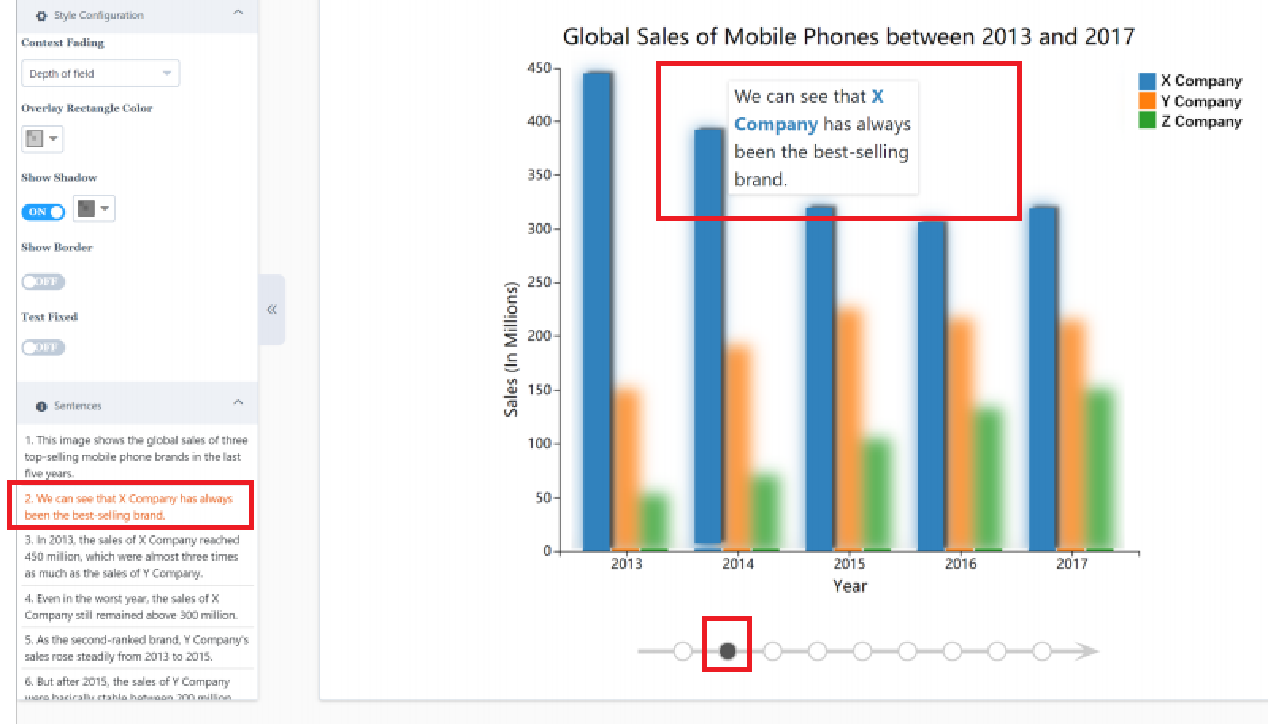 Style Configuration
Context Fading
Depth of field
Overlay Rectangle Color
Show Shadow
ON
Show Border
OFF
Text Fixed
OFF
Sentences
1. This image shows the global sales of three
top-selling mobile phone brands in the last
five years.
2. We can see that X Company has always
been the best-selling brand.
3. In 2013, the sales of X Company reached
450 million, which were almost three times
as much as the sales of Y Company.
4. Even in the worst year, the sales of X
Company still remained above 300 million.
5. As the second-ranked brand, Y Company's
sales rose steadily from 2013 to 2015.
6. But after 2015, the sales of Y Company
were basically stable between 200 million
«
Global Sales of Mobile Phones between 2013 and 2017
We can see that X
Company has always
been the best-selling
brand.
X Company
Y Company
Z Company
Sales (In Millions)
450
400
350
300
250
200
150
100
50
0
2013 2014 2015 2016 2017
Year